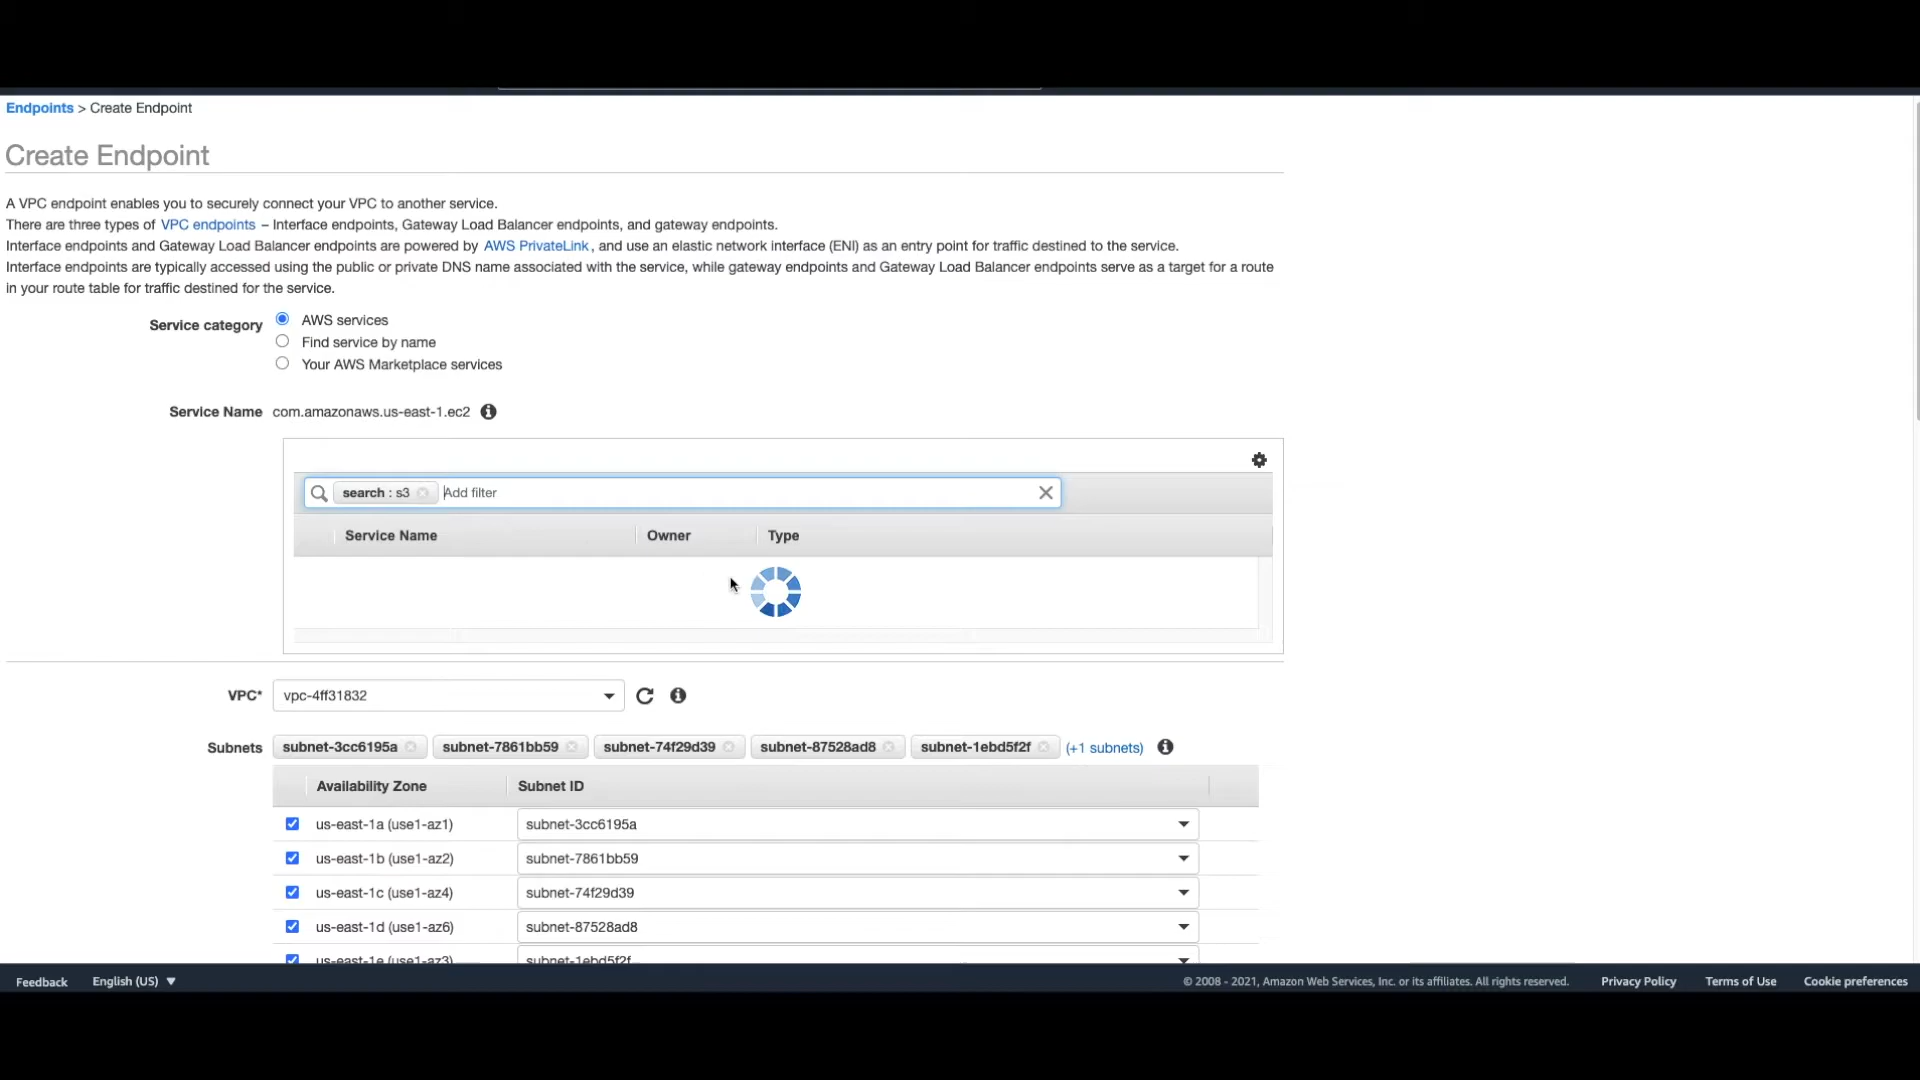 Endpoints > Create Endpoint
Create Endpoint
A VPC endpoint enables you to securely connect your VPC to another service.
There are three types of VPC endpoints – Interface endpoints, Gateway Load Balancer endpoints, and gateway endpoints.
Interface endpoints and Gateway Load Balancer endpoints are powered by AWS PrivateLink, and use an elastic network interface (ENI) as an entry point for traffic destined to the service.
Interface endpoints are typically accessed using the public or private DNS name associated with the service, while gateway endpoints and Gateway Load Balancer endpoints serve as a target for a route
in your route table for traffic destined for the service.
Service category AWS services
Find service by name
Your AWS Marketplace services
Service Name com.amazonaws.us-east-1.ec2
search : s3 Add filter
Service Name Owner Type
VPC* vpc-4ff31832
Subnets subnet-3cc6195a subnet-7861bb59 subnet-74f29d39 subnet-87528ad8 subnet-1ebd5f2f (+1 subnets)
Availability Zone Subnet ID
us-east-1a (use1-az1) subnet-3cc6195a
us-east-1b (use1-az2) subnet-7861bb59
us-east-1c (use1-az4) subnet-74f29d39
us-east-1d (use1-az6) subnet-87528ad8
us-east-1e (use1-az3) subnet-1ebd5f2f
Feedback English (US) © 2008 - 2021, Amazon Web Services, Inc. or its affiliates. All rights reserved. Privacy Policy Terms of Use Cookie preferences